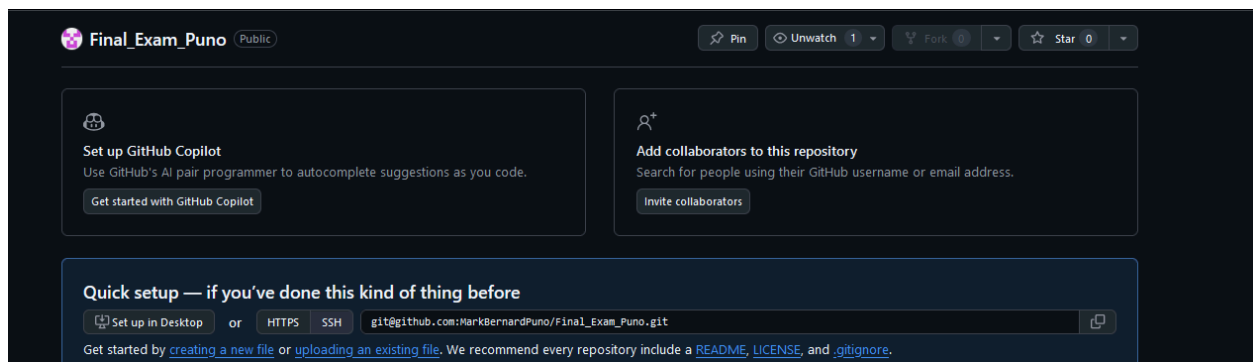 Final_Exam_Puno Public
Pin
Unwatch 1
Fork 0
Star 0
Set up GitHub Copilot
Use GitHub's AI pair programmer to autocomplete suggestions as you code.
Get started with GitHub Copilot
Add collaborators to this repository
Search for people using their GitHub username or email address.
Invite collaborators
Quick setup — if you've done this kind of thing before
Set up in Desktop or HTTPS SSH git@github.com:MarkBernardPuno/Final_Exam_Puno.git
Get started by creating a new file or uploading an existing file. We recommend every repository include a README, LICENSE, and .gitignore.